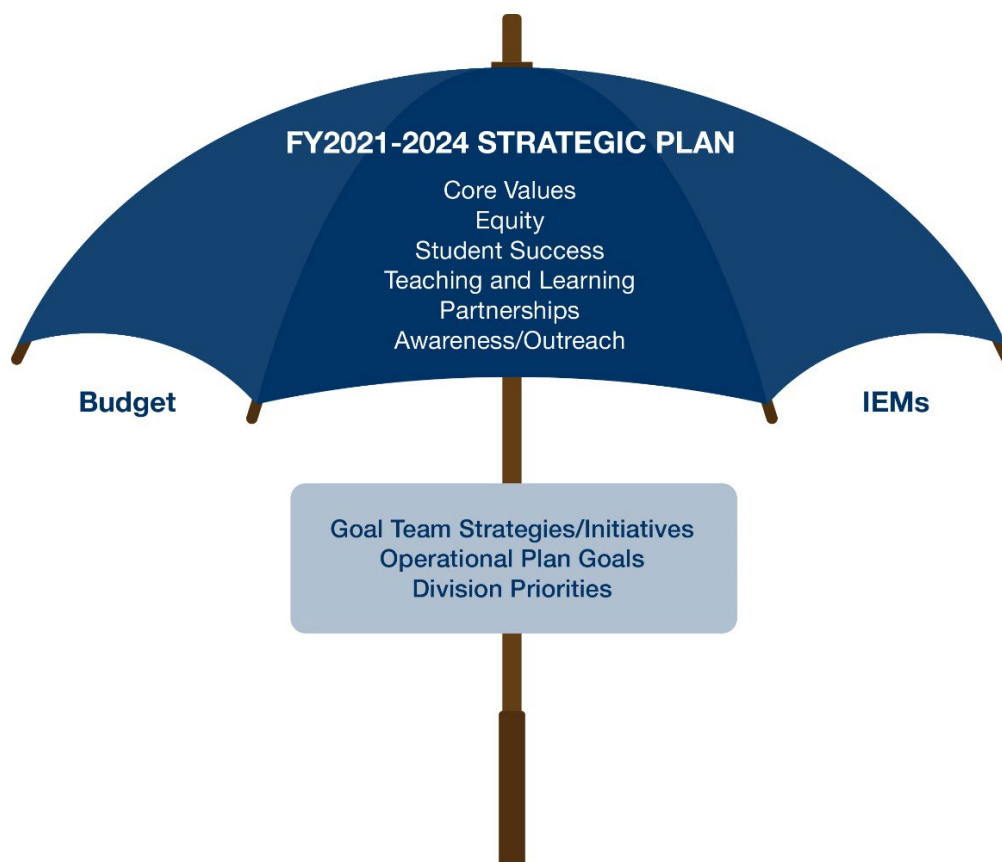 FY2021-2024 STRATEGIC PLAN
Core Values
Equity
Student Success
Teaching and Learning
Partnerships
Awareness/Outreach
Budget
IEMs
Goal Team Strategies/Initiatives
Operational Plan Goals
Division Priorities